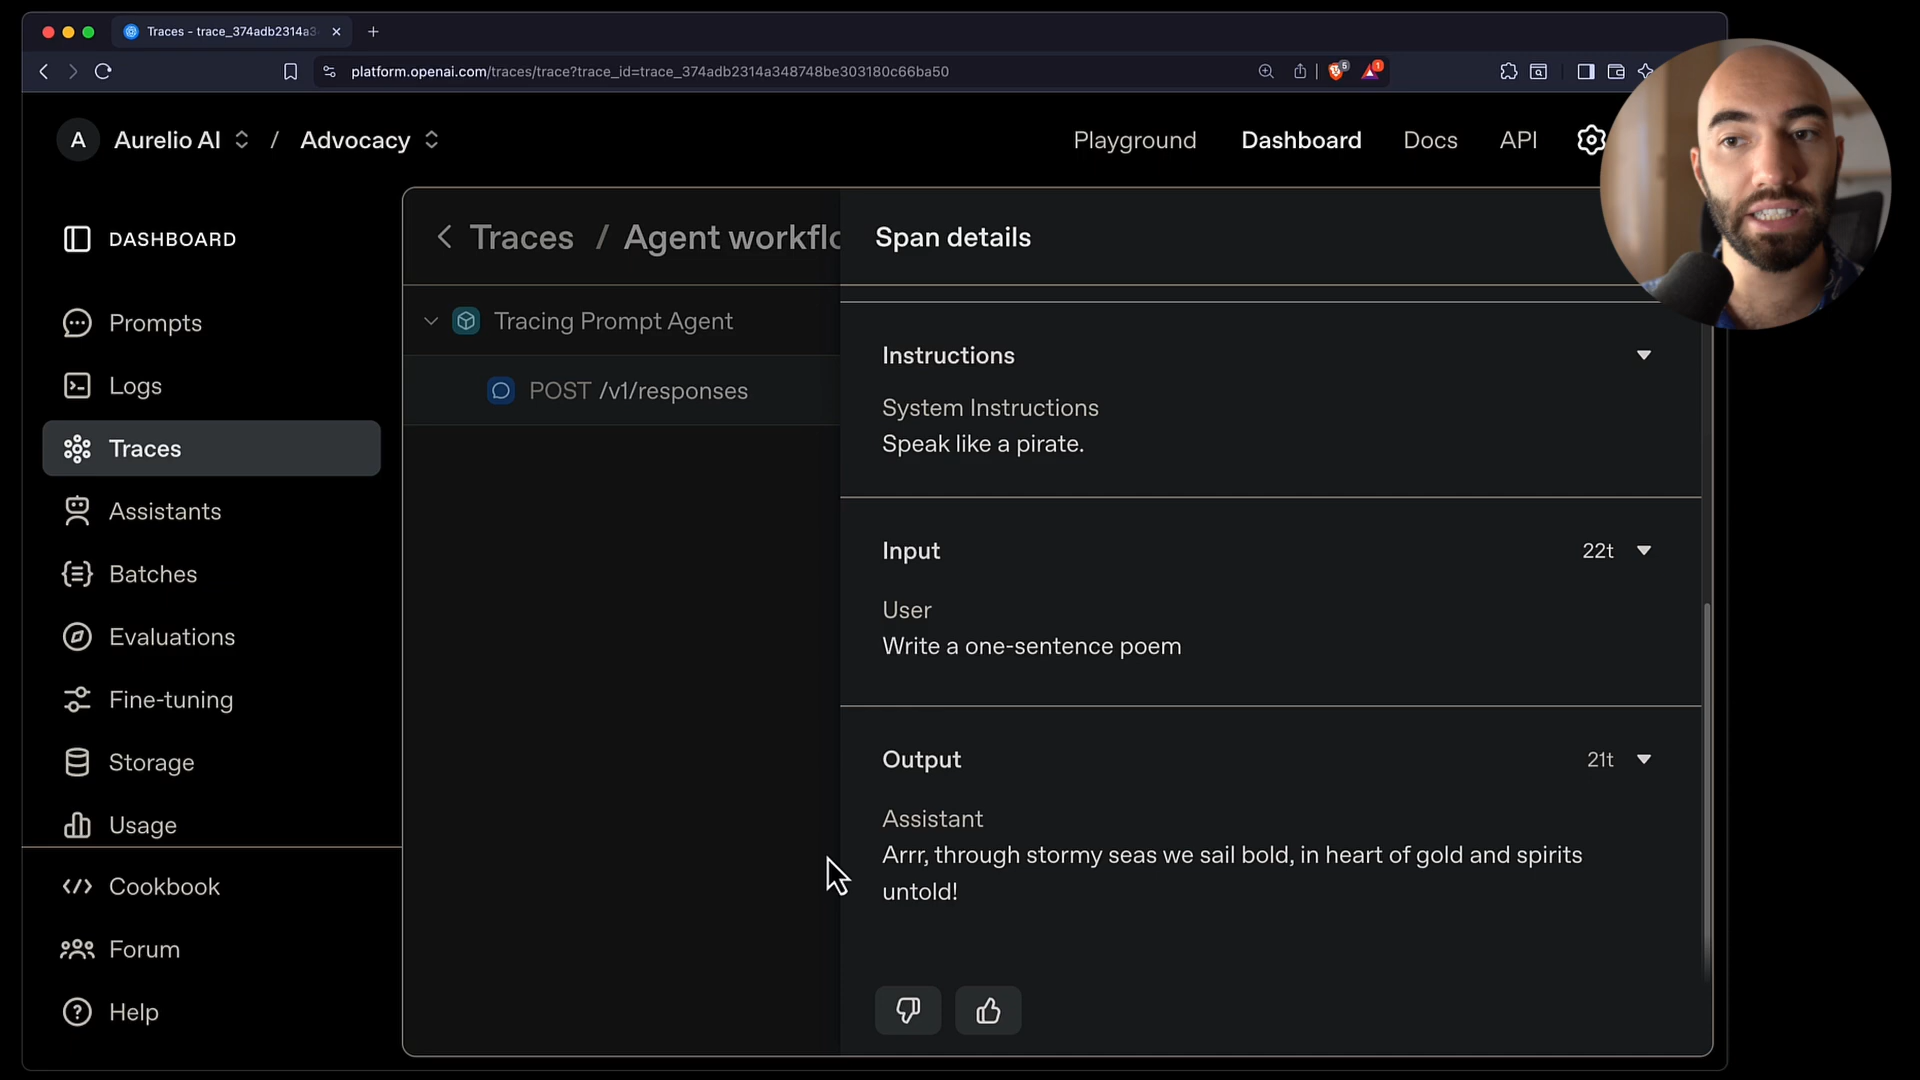 Traces - trace_374adb2314a3
platform.openai.com/traces/trace?trace_id=trace_374adb2314a348748be303180c66ba50
5
1
A
Aurelio AI
/
Advocacy
Playground
Dashboard
Docs
API
DASHBOARD
Prompts
Logs
Traces
Assistants
Batches
Evaluations
Fine-tuning
Storage
Usage
Cookbook
Forum
Help
Traces / Agent workflo
Tracing Prompt Agent
POST /v1/responses
Span details
Instructions
System Instructions
Speak like a pirate.
Input
22t
User
Write a one-sentence poem
Output
21t
Assistant
Arrr, through stormy seas we sail bold, in heart of gold and spirits
untold!